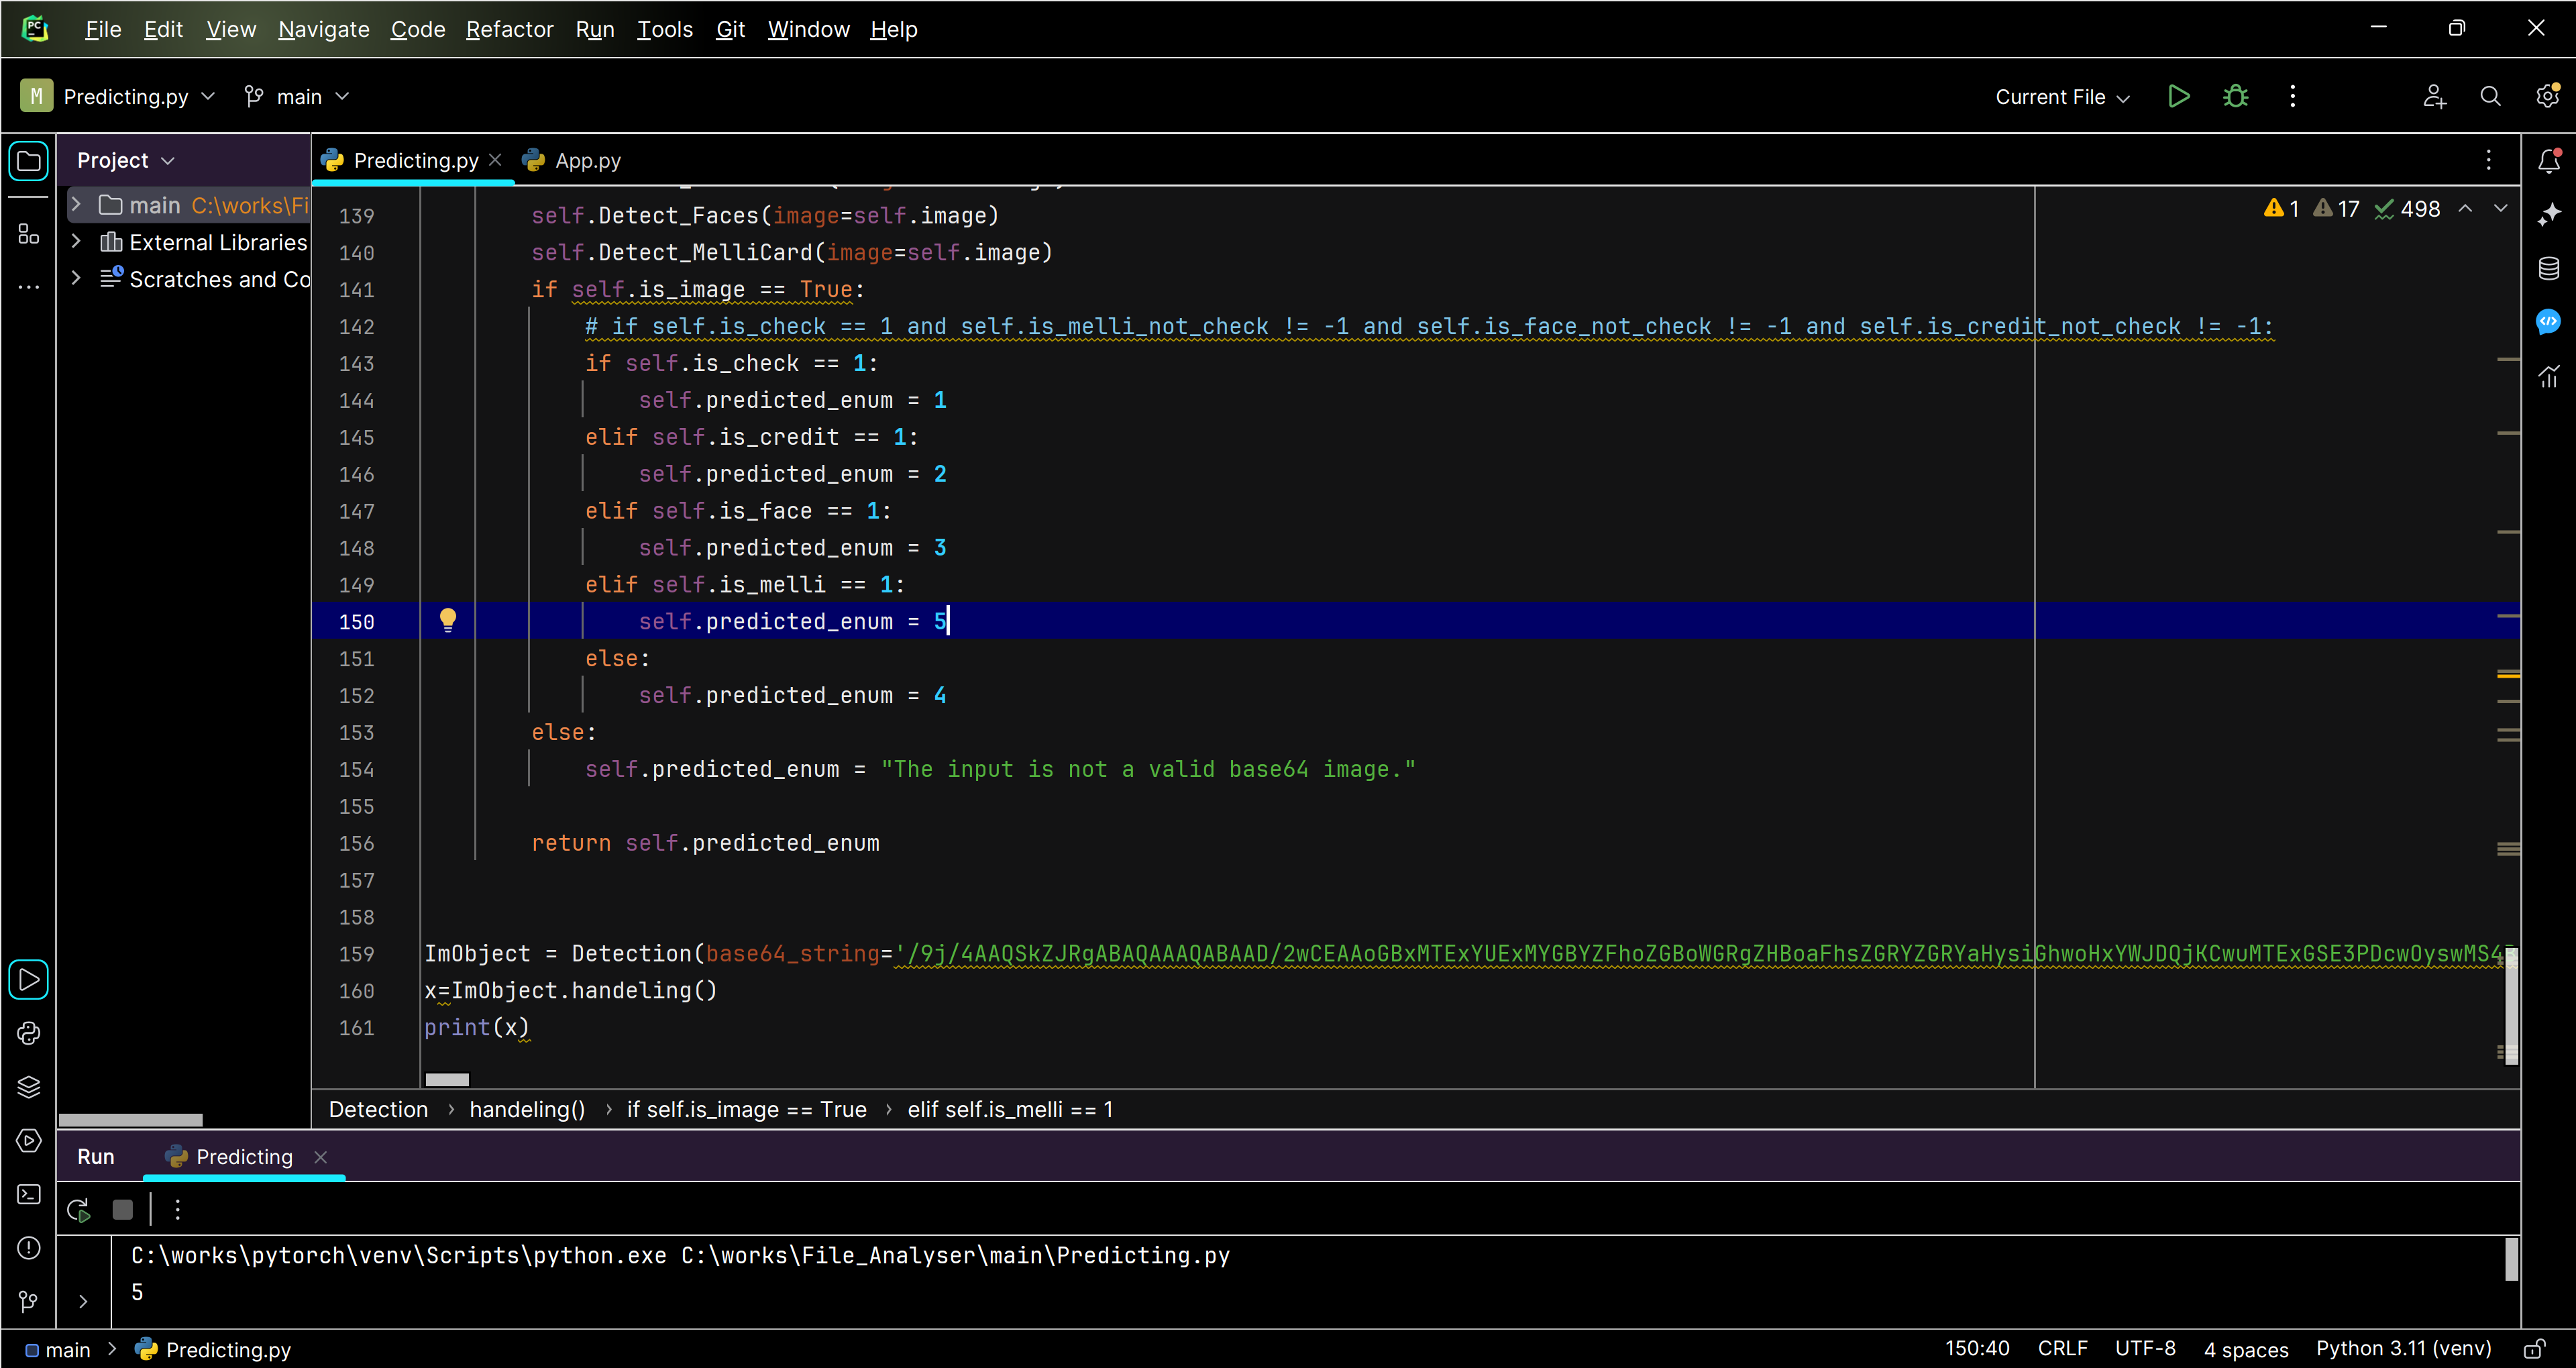 File Edit View Navigate Code Refactor Run Tools Git Window Help
M Predicting.py main Current File
Project Predicting.py App.py
main C:\works\Fi
External Libraries
Scratches and Co
1 17 498
139 self.Detect_Faces(image=self.image)
140 self.Detect_MelliCard(image=self.image)
141 if self.is_image == True:
142 # if self.is_check == 1 and self.is_melli_not_check != -1 and self.is_face_not_check != -1 and self.is_credit_not_check != -1:
143 if self.is_check == 1:
144 self.predicted_enum = 1
145 elif self.is_credit == 1:
146 self.predicted_enum = 2
147 elif self.is_face == 1:
148 self.predicted_enum = 3
149 elif self.is_melli == 1:
150 self.predicted_enum = 5
151 else:
152 self.predicted_enum = 4
153 else:
154 self.predicted_enum = "The input is not a valid base64 image."
155
156 return self.predicted_enum
157
158
159 ImObject = Detection(base64_string='/9j/4AAQSkZJRgABAQAAAQABAAD/2wCEAAoGBxMTExYUExMYGBYZFhoZGBoWGRgZHBoaFhsZGRYZGRYaHysiGhwoHxYWJDQjKCwuMTExGSE3PDcwOyswMS4
160 x=ImObject.handeling()
161 print(x)
Detection › handeling() › if self.is_image == True › elif self.is_melli == 1
Run Predicting
C:\works\pytorch\venv\Scripts\python.exe C:\works\File_Analyser\main\Predicting.py
5
main > Predicting.py 150:40 CRLF UTF-8 4 spaces Python 3.11 (venv)